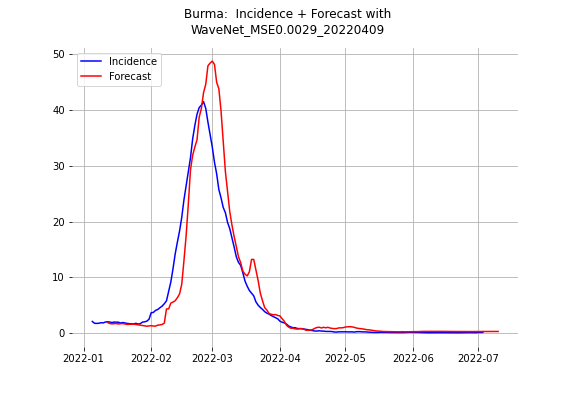 Burma:  Incidence + Forecast with
WaveNet_MSE0.0029_20220409
Incidence
Forecast
50
40
30
20
10
0
2022-01 2022-02 2022-03 2022-04 2022-05 2022-06 2022-07